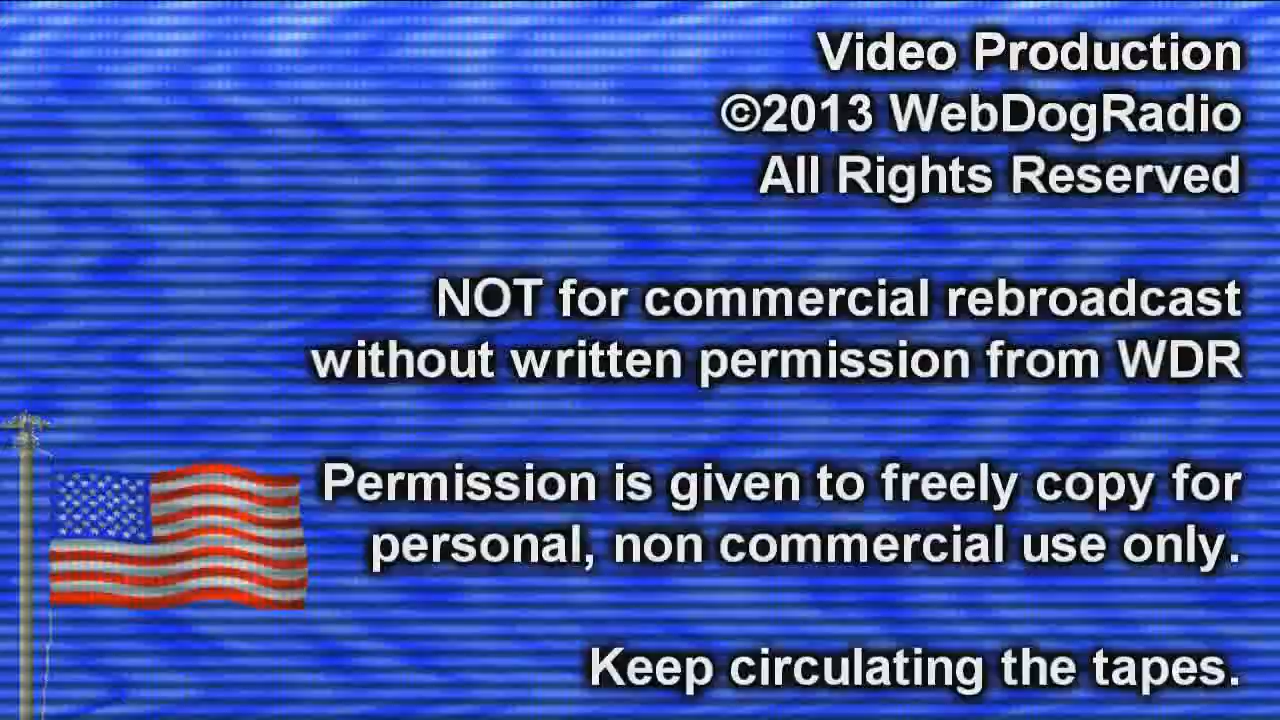 Video Production
©2013 WebDogRadio
All Rights Reserved
NOT for commercial rebroadcast
without written permission from WDR
Permission is given to freely copy for
personal, non commercial use only.
Keep circulating the tapes.